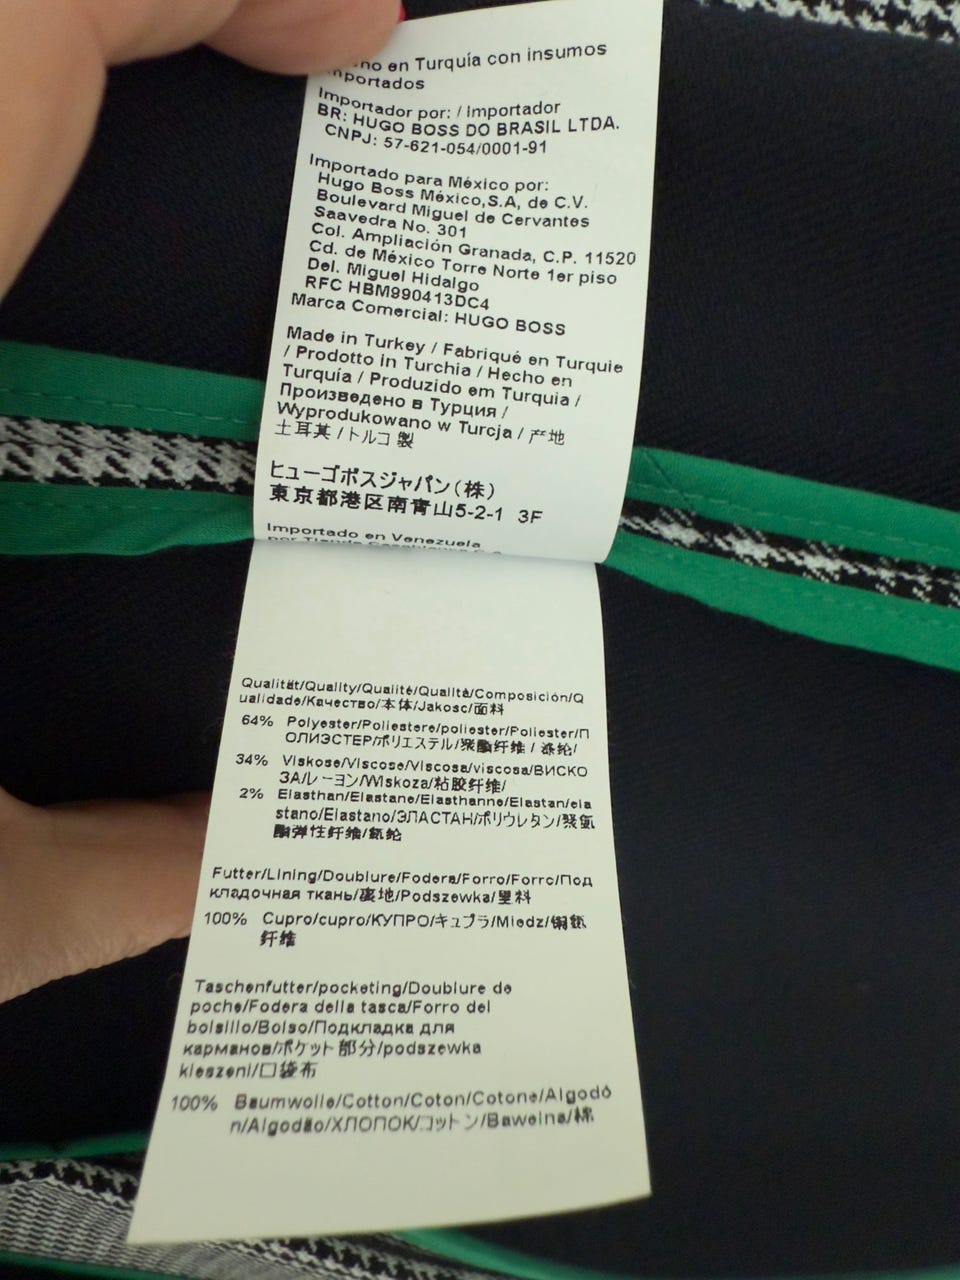 en Turquía con insumos
importados
Importador por: / Importador
BR: HUGO BOSS DO BRASIL LTDA.
CNPJ: 57-621-054/0001-91
Importado para México por:
Hugo Boss México,S.A, de C.V.
Boulevard Miguel de Cervantes
Saavedra No. 301
Col. Ampliación Granada, C.P. 11520
Cd. de México Torre Norte 1er piso
Del. Miguel Hidalgo
RFC HBM990413DC4
Marca Comercial: HUGO BOSS
Made in Turkey / Fabriqué en Turquie
/ Prodotto in Turchia / Hecho en
Turquía / Produzido em Turquia /
Произведено в Турция /
Wyprodukowano w Turcja / 产地
土耳其 / トルコ 製
ヒューゴボスジャパン(株)
東京都港区南青山5-2-1 3F
Importado en Venezuela
por Tienda
Qualität/Quality/Qualité/Qualità/Composición/Q
ualidade/Качество/本体/Jakosc/面料
64% Polyester/Poliestere/poliester/Poliester/П
ОЛИЭСТЕР/ポリエステル/聚酯纤维 / 涤纶/
34% Viskose/Viscose/Viscosa/viscosa/ВИСКО
ЗА/レーヨン/Wiskoza/粘胶纤维/
2% Elasthan/Elastane/Elasthanne/Elastan/ela
stano/Elastano/ЭЛАСТАН/ポリウレタン/聚氨
酯弹性纤维/氨纶
Futter/Lining/Doublure/Fodera/Forro/Forro/Под
кладочная ткань/裏地/Podszewka/里料
100% Cupro/cupro/КУПРО/キュプラ/Miedz/铜氨
纤维
Taschenfutter/pocketing/Doublure de
poche/Fodera della tasca/Forro del
bolsillo/Bolso/Подкладка для
карманов/ポケット部分/podszewka
kieszeni/口袋布
100% Baumwolle/Cotton/Coton/Cotone/Algodó
n/Algodão/ХЛОПОК/コットン/Bawelna/棉